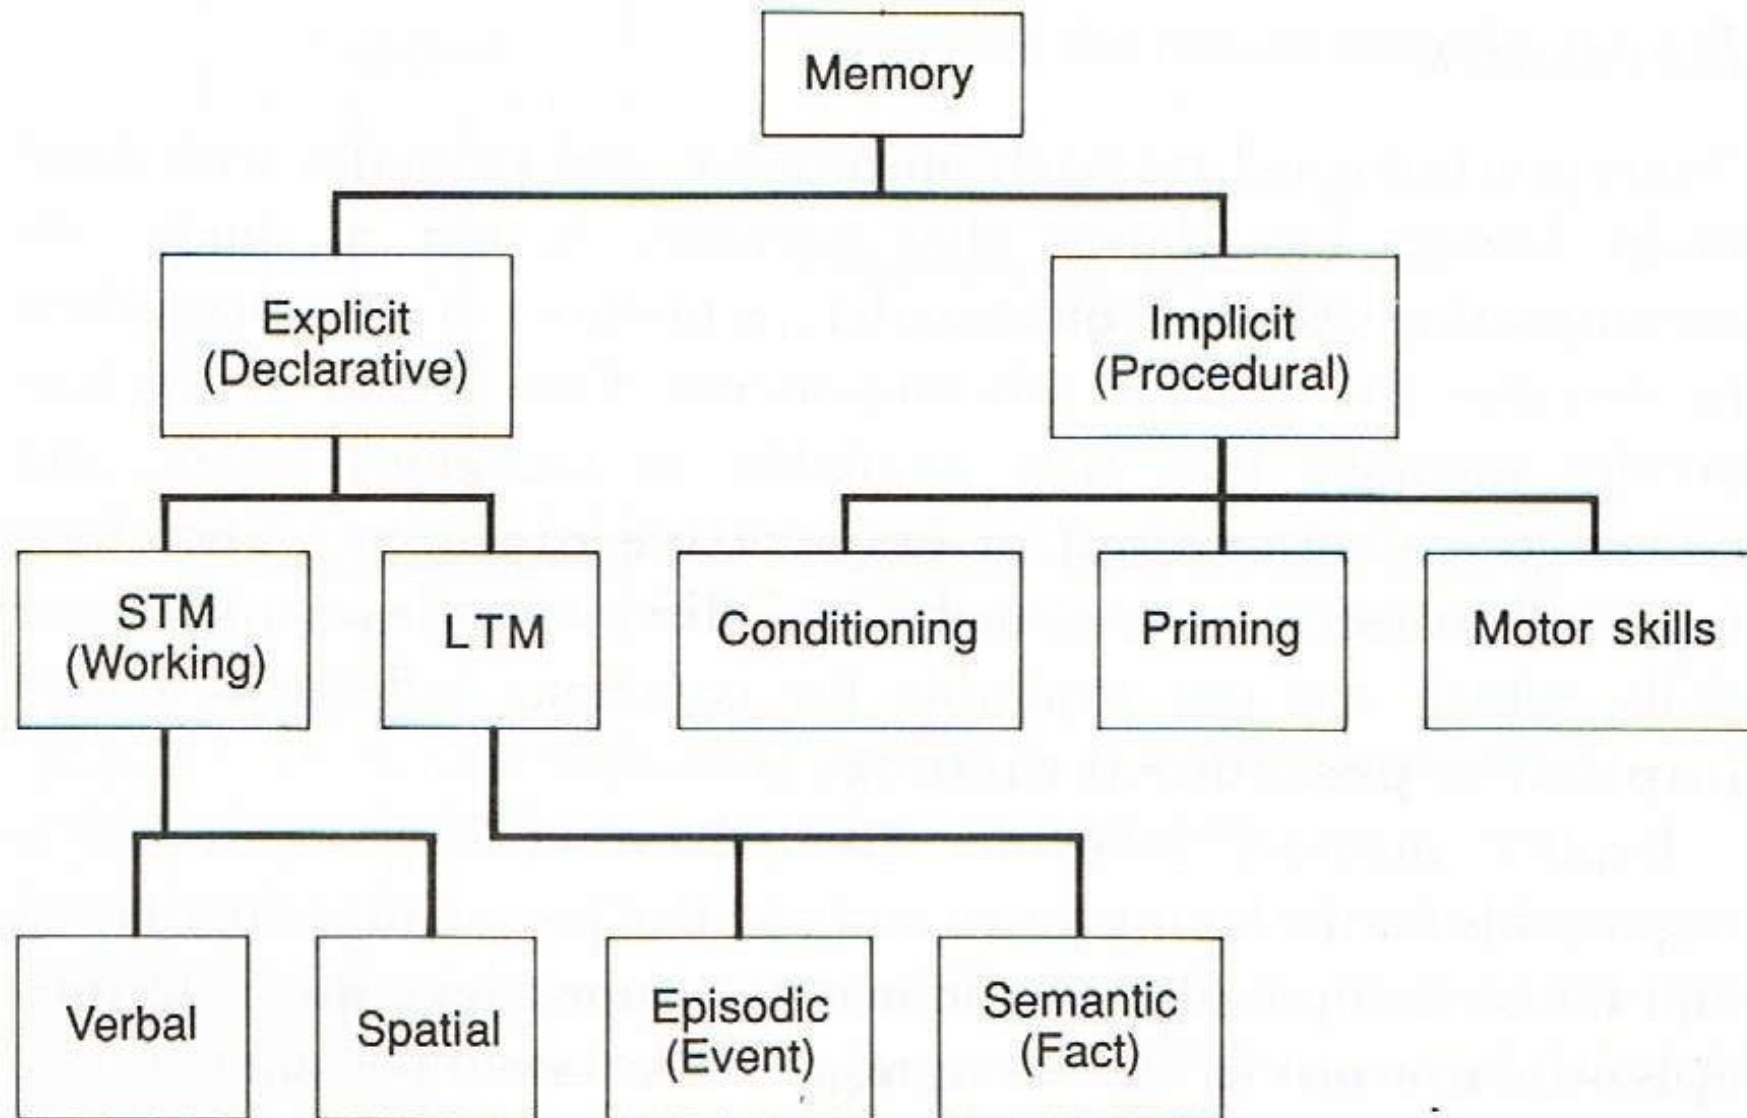 Memory
Explicit
(Declarative)
Implicit
(Procedural)
STM
(Working)
LTM
Conditioning
Priming
Motor skills
Verbal
Spatial
Episodic
(Event)
Semantic
(Fact)